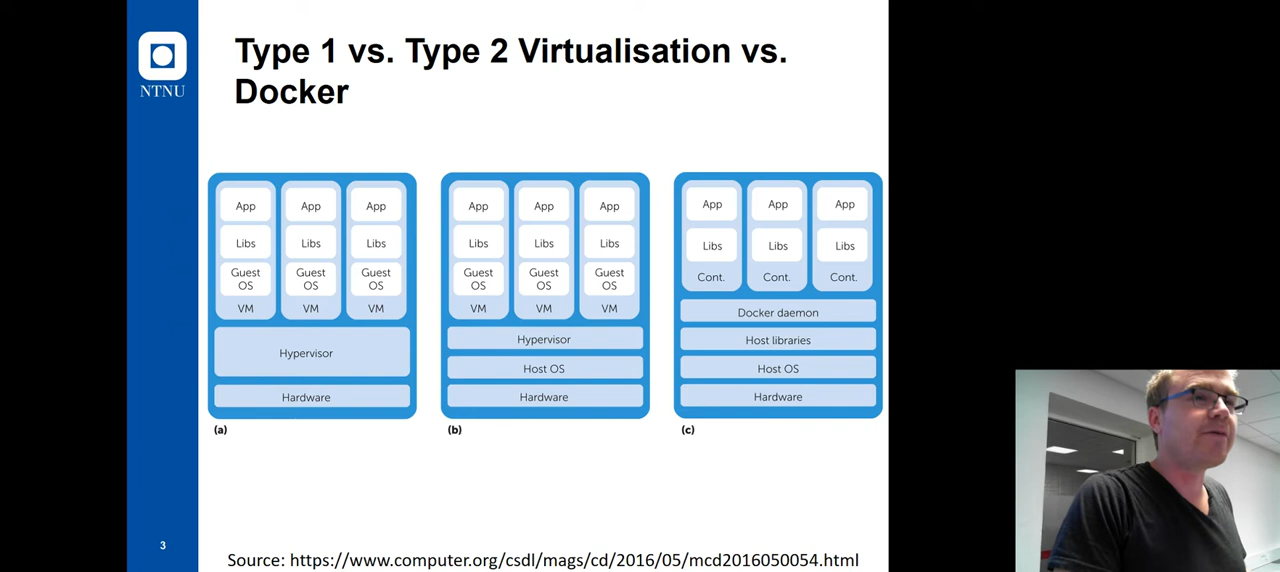 Type 1 vs. Type 2 Virtualisation vs.
Docker
NTNU
App App App
Libs Libs Libs
Guest OS Guest OS Guest OS
VM VM VM
Hypervisor
Hardware
(a)
App App App
Libs Libs Libs
Guest OS Guest OS Guest OS
VM VM VM
Hypervisor
Host OS
Hardware
(b)
App App App
Libs Libs Libs
Cont. Cont. Cont.
Docker daemon
Host libraries
Host OS
Hardware
(c)
3
Source: https://www.computer.org/csdl/mags/cd/2016/05/mcd2016050054.html